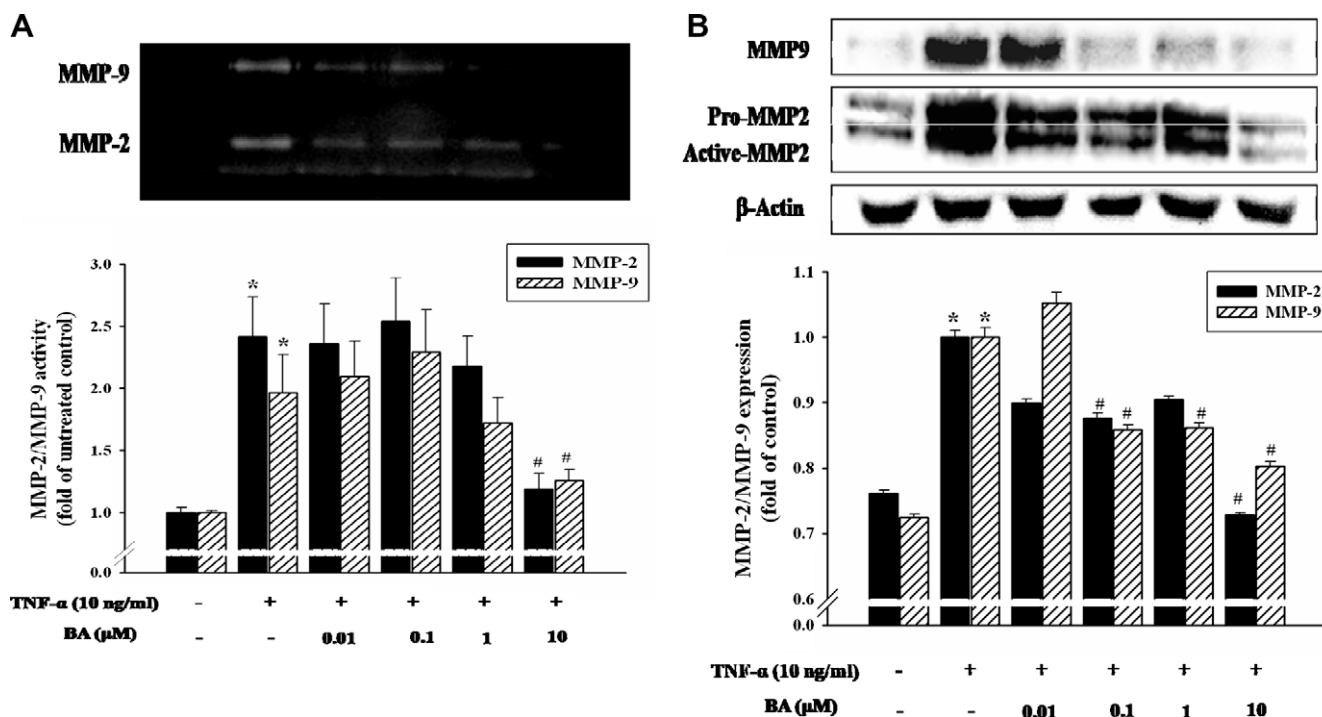 A
MMP-9
MMP-2
3.0
2.5
2.0
1.5
1.0
0.0
MMP-2/MMP-9 activity
(fold of untreated control)
MMP-2
MMP-9
* *
# #
TNF-α (10 ng/ml) - + + + + +
BA (μM) - - 0.01 0.1 1 10
B
MMP9
Pro-MMP2
Active-MMP2
β-Actin
1.1
1.0
0.9
0.8
0.7
0.6
0.0
MMP-2/MMP-9 expression
(fold of control)
MMP-2
MMP-9
* *
# # # # #
TNF-α (10 ng/ml) - + + + + +
BA (μM) - - 0.01 0.1 1 10